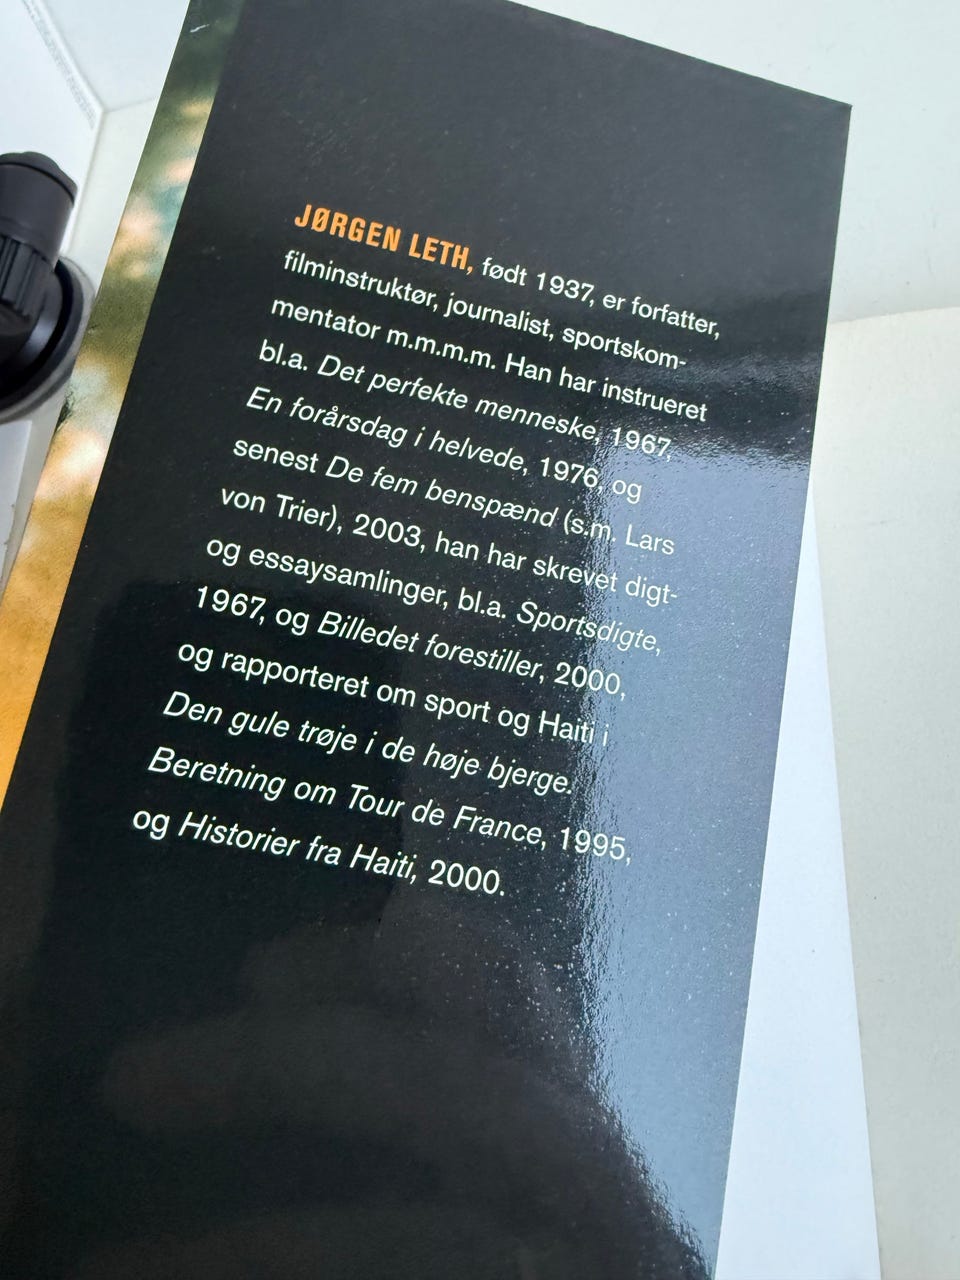 JØRGEN LETH, født 1937, er forfatter,
filminstruktør, journalist, sportskom-
mentator m.m.m.m. Han har instrueret
bl.a. Det perfekte menneske, 1967,
En forårsdag i helvede, 1976, og
senest De fem benspænd (s.m. Lars
von Trier), 2003, han har skrevet digt-
og essaysamlinger, bl.a. Sportsdigte,
1967, og Billedet forestiller, 2000,
og rapporteret om sport og Haiti i
Den gule trøje i de høje bjerge.
Beretning om Tour de France, 1995,
og Historier fra Haiti, 2000.